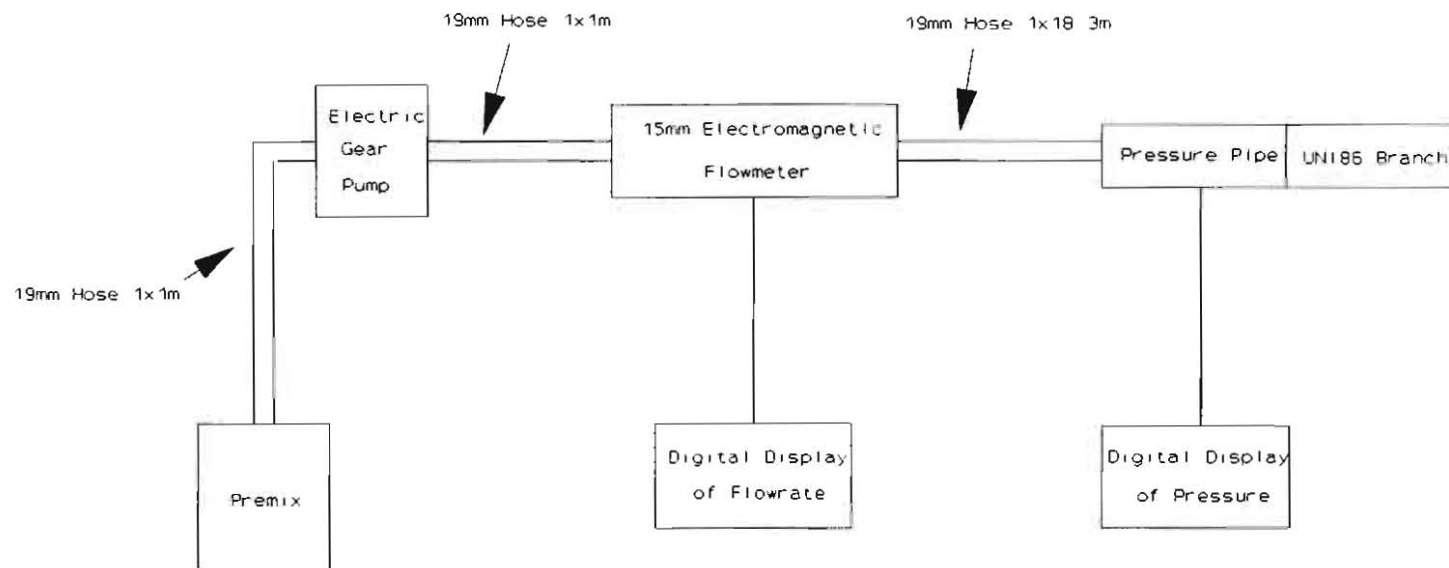 19mm Hose 1x1m
19mm Hose 1x18 3m
Electric
Gear
Pump
15mm Electromagnetic
Flowmeter
Pressure Pipe
UNI86 Branch
19mm Hose 1x1m
Premix
Digital Display
of Flowrate
Digital Display
of Pressure